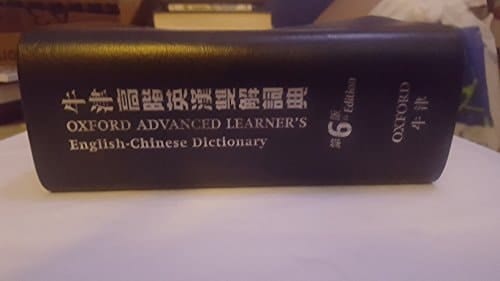 牛津高階英漢雙解詞典
OXFORD ADVANCED LEARNER'S
English-Chinese Dictionary
第6版
th Edition
OXFORD
牛津